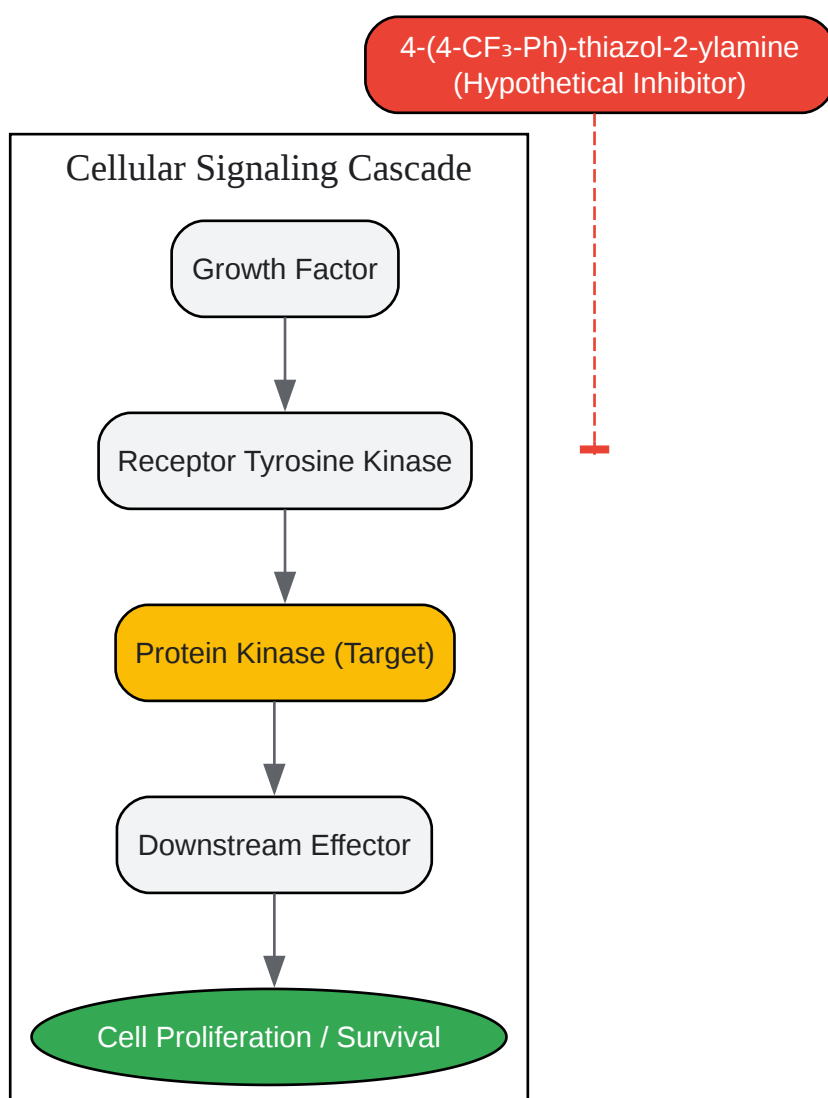 4-(4-CF₃-Ph)-thiazol-2-ylamine
(Hypothetical Inhibitor)
Cellular Signaling Cascade
Growth Factor
Receptor Tyrosine Kinase
Protein Kinase (Target)
Downstream Effector
Cell Proliferation / Survival